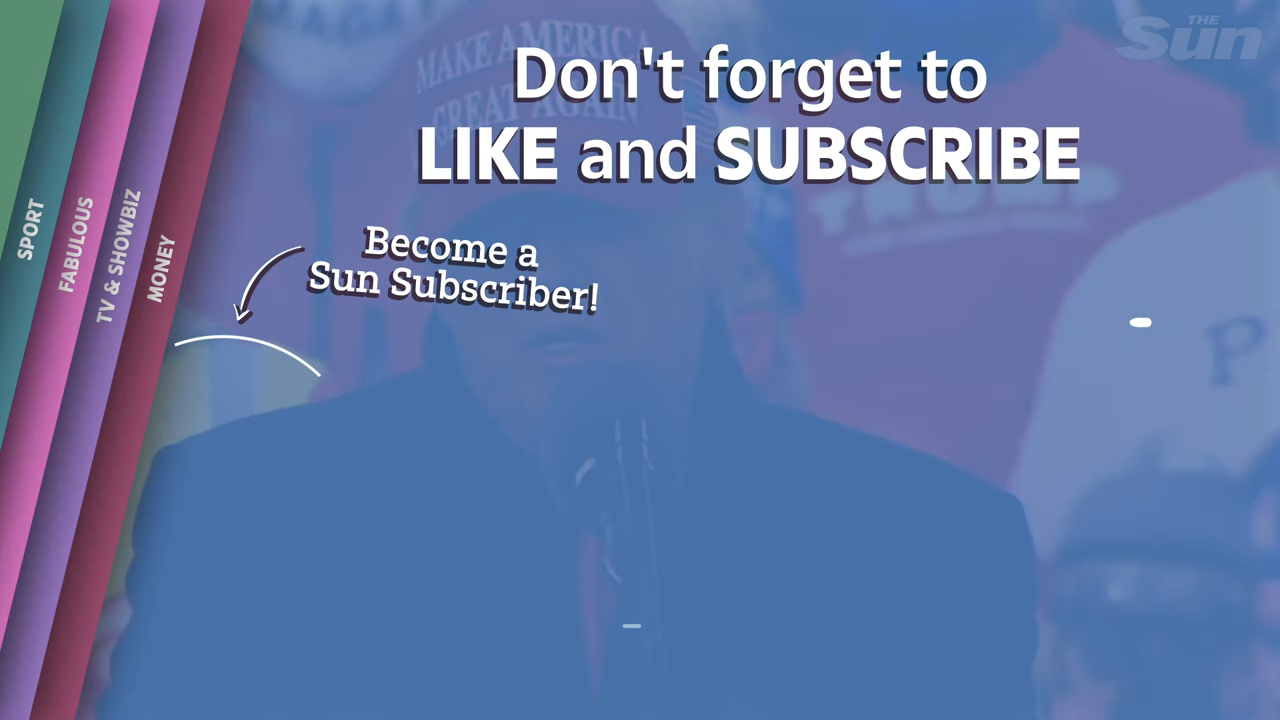 MAKE AMERICA
GREAT AGAIN
THE
Sun
Don't forget to
LIKE and SUBSCRIBE
TRUMP
Become a
Sun Subscriber!
SPORT
FABULOUS
TV & SHOWBIZ
MONEY
P